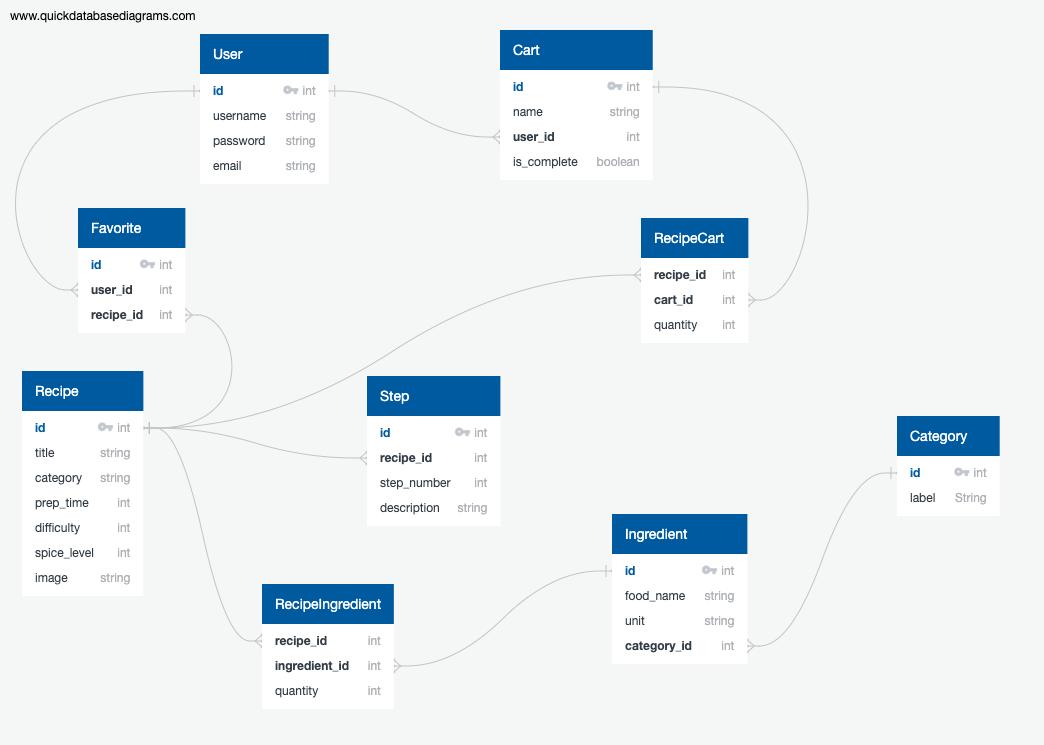 www.quickdatabasediagrams.com
User
id int
username string
password string
email string
Cart
id int
name string
user_id int
is_complete boolean
Favorite
id int
user_id int
recipe_id int
RecipeCart
recipe_id int
cart_id int
quantity int
Recipe
id int
title string
category string
prep_time int
difficulty int
spice_level int
image string
Step
id int
recipe_id int
step_number int
description string
Category
id int
label String
Ingredient
id int
food_name string
unit string
category_id int
RecipeIngredient
recipe_id int
ingredient_id int
quantity int